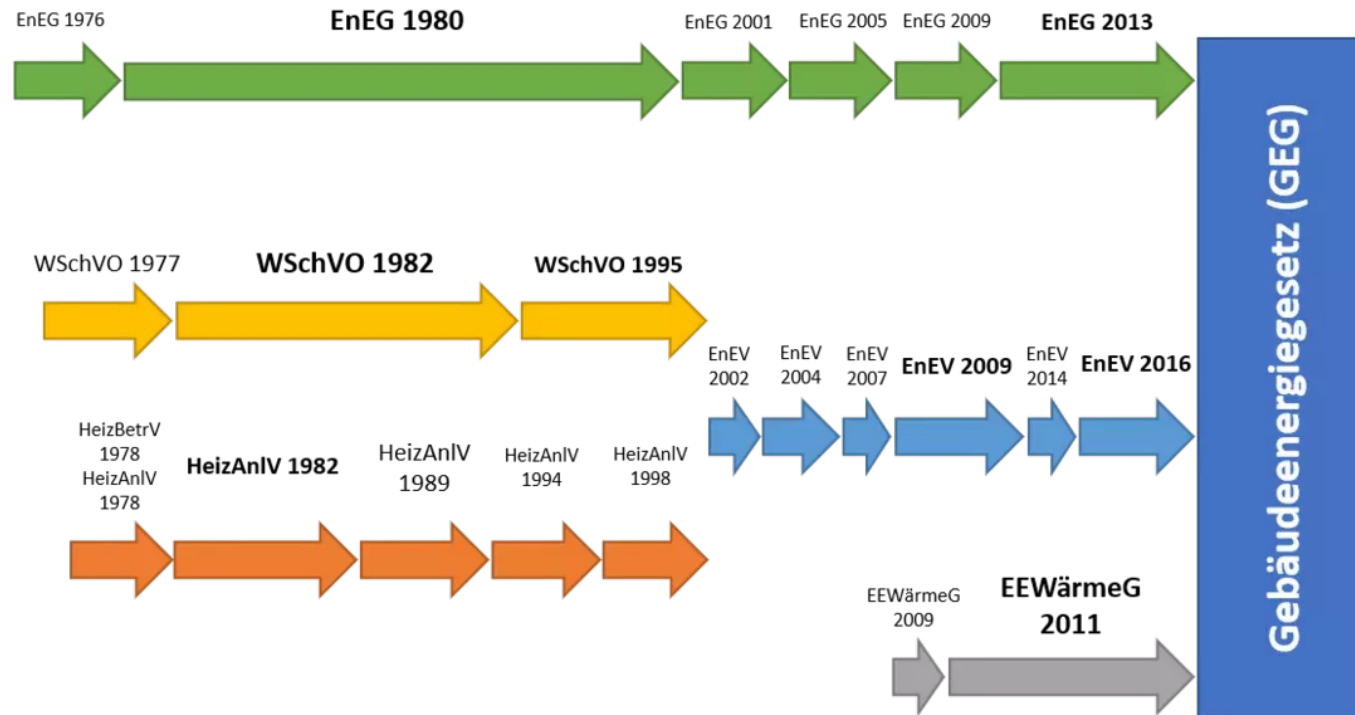 EnEG 1976
EnEG 1980
EnEG 2001
EnEG 2005
EnEG 2009
EnEG 2013
WSchVO 1977
WSchVO 1982
WSchVO 1995
EnEV
2002
EnEV
2004
EnEV
2007
EnEV 2009
EnEV
2014
EnEV 2016
HeizBetrV
1978
HeizAnlV
1978
HeizAnlV 1982
HeizAnlV
1989
HeizAnlV
1994
HeizAnlV
1998
EEWärmeG
2009
EEWärmeG
2011
Gebäudeenergiegesetz (GEG)